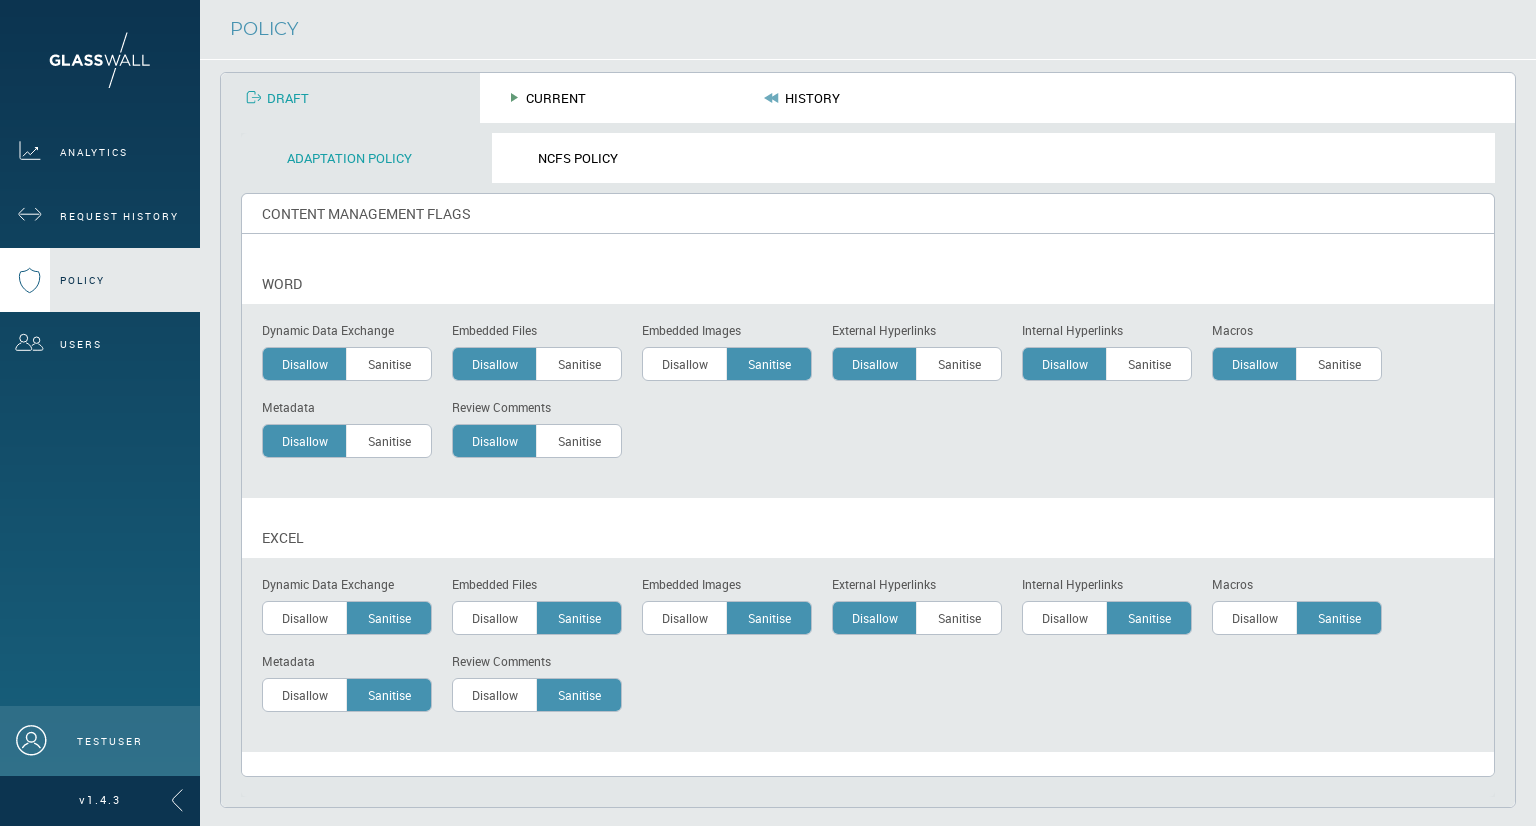 GLASSWALL
ANALYTICS
REQUEST HISTORY
POLICY
USERS
TESTUSER
v1.4.3
POLICY
DRAFT CURRENT HISTORY
ADAPTATION POLICY NCFS POLICY
CONTENT MANAGEMENT FLAGS
WORD
Dynamic Data Exchange Embedded Files Embedded Images External Hyperlinks Internal Hyperlinks Macros
Disallow Sanitise Disallow Sanitise Disallow Sanitise Disallow Sanitise Disallow Sanitise Disallow Sanitise
Metadata Review Comments
Disallow Sanitise Disallow Sanitise
EXCEL
Dynamic Data Exchange Embedded Files Embedded Images External Hyperlinks Internal Hyperlinks Macros
Disallow Sanitise Disallow Sanitise Disallow Sanitise Disallow Sanitise Disallow Sanitise Disallow Sanitise
Metadata Review Comments
Disallow Sanitise Disallow Sanitise